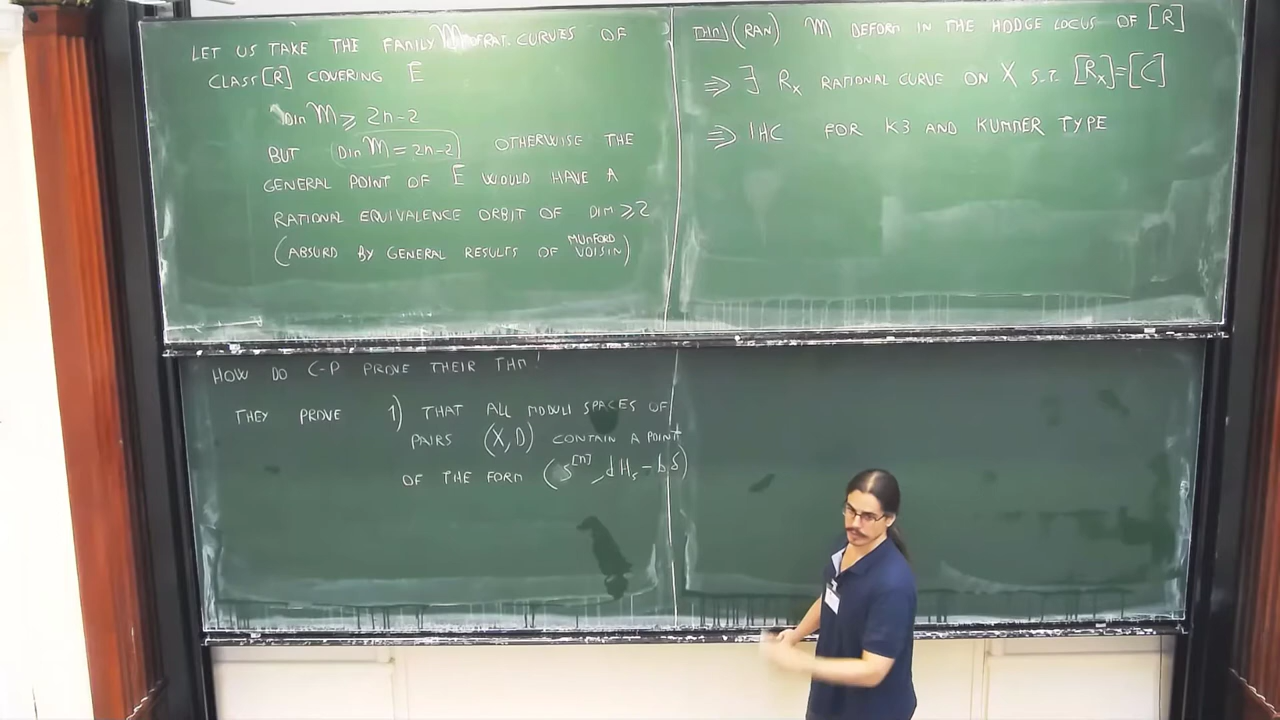 LET US TAKE THE FAMILY M OF RAT. CURVES OF
CLASS [R] COVERING E
DIM M ⩾ 2n-2
BUT DIM M = 2n-2 OTHERWISE THE
GENERAL POINT OF E WOULD HAVE A
RATIONAL EQUIVALENCE ORBIT OF DIM ⩾ 2
(ABSURD BY GENERAL RESULTS OF MUMFORD VOISIN)
THM) (RAN) M DEFORM IN THE HODGE LOCUS OF [R]
⇒ ∃ R_X RATIONAL CURVE ON X S.T. [R_X]=[C]
⇒ IHC FOR K3 AND KUMMER TYPE
HOW DO C-P PROVE THEIR THM!
THEY PROVE 1) THAT ALL MODULI SPACES OF
PAIRS (X,D) CONTAIN A POINT
OF THE FORM (S^[n], dH_S - bδ)